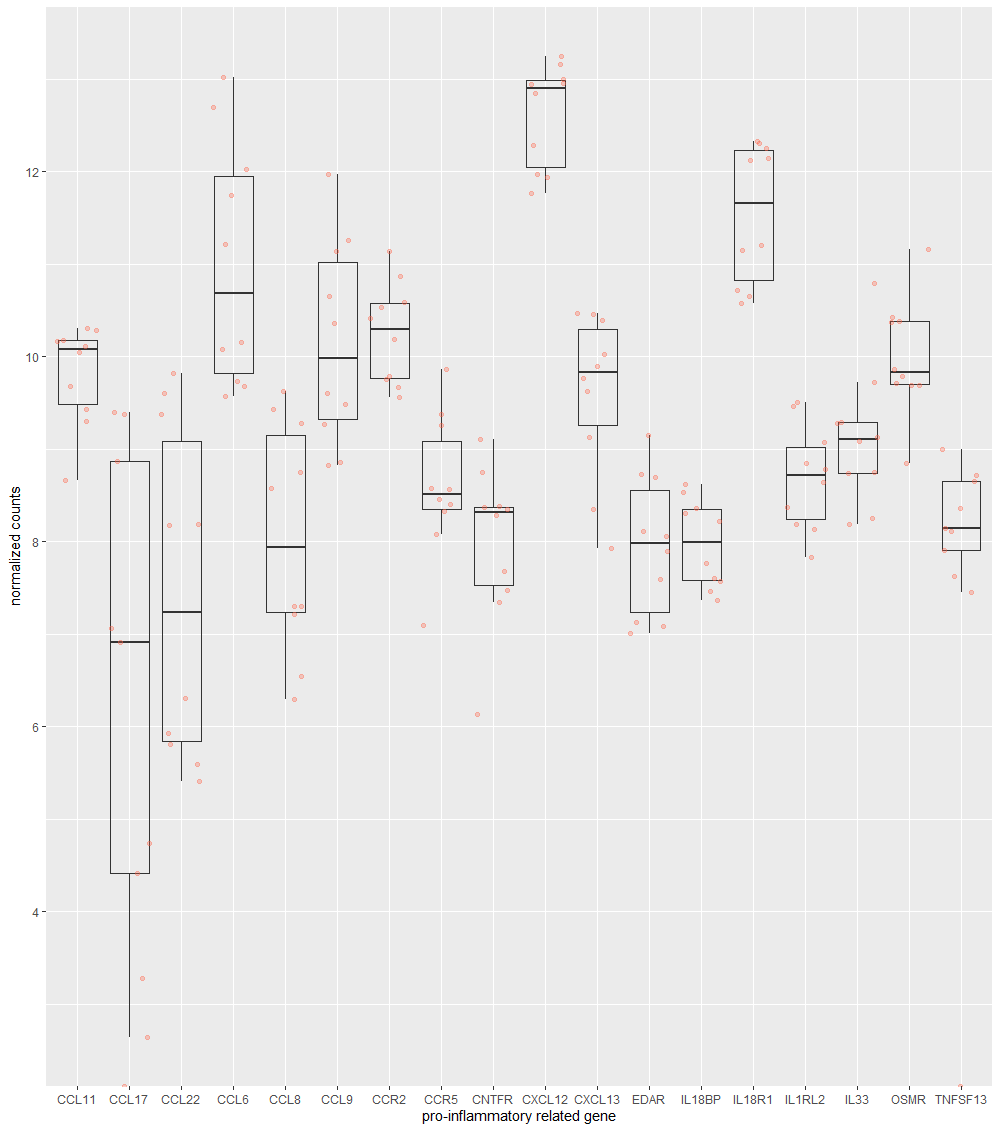 normalized counts
12
10
8
6
4
CCL11 CCL17 CCL22 CCL6 CCL8 CCL9 CCR2 CCR5 CNTFR CXCL12 CXCL13 EDAR IL18BP IL18R1 IL1RL2 IL33 OSMR TNFSF13
pro-inflammatory related gene